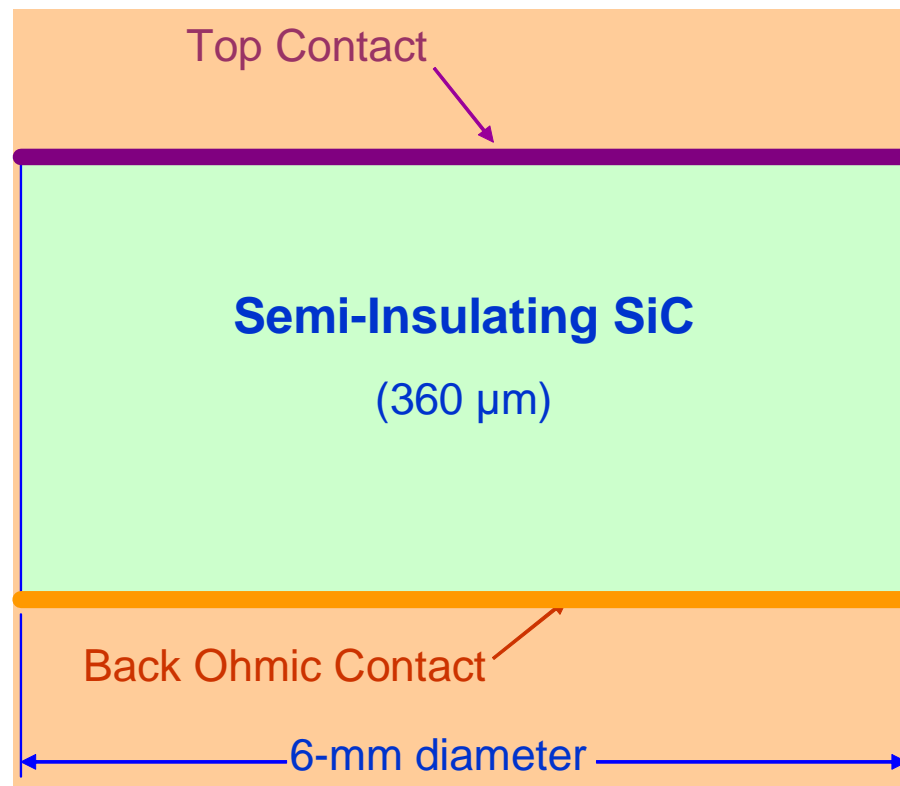 Top Contact
Semi-Insulating SiC
(360 µm)
Back Ohmic Contact
6-mm diameter